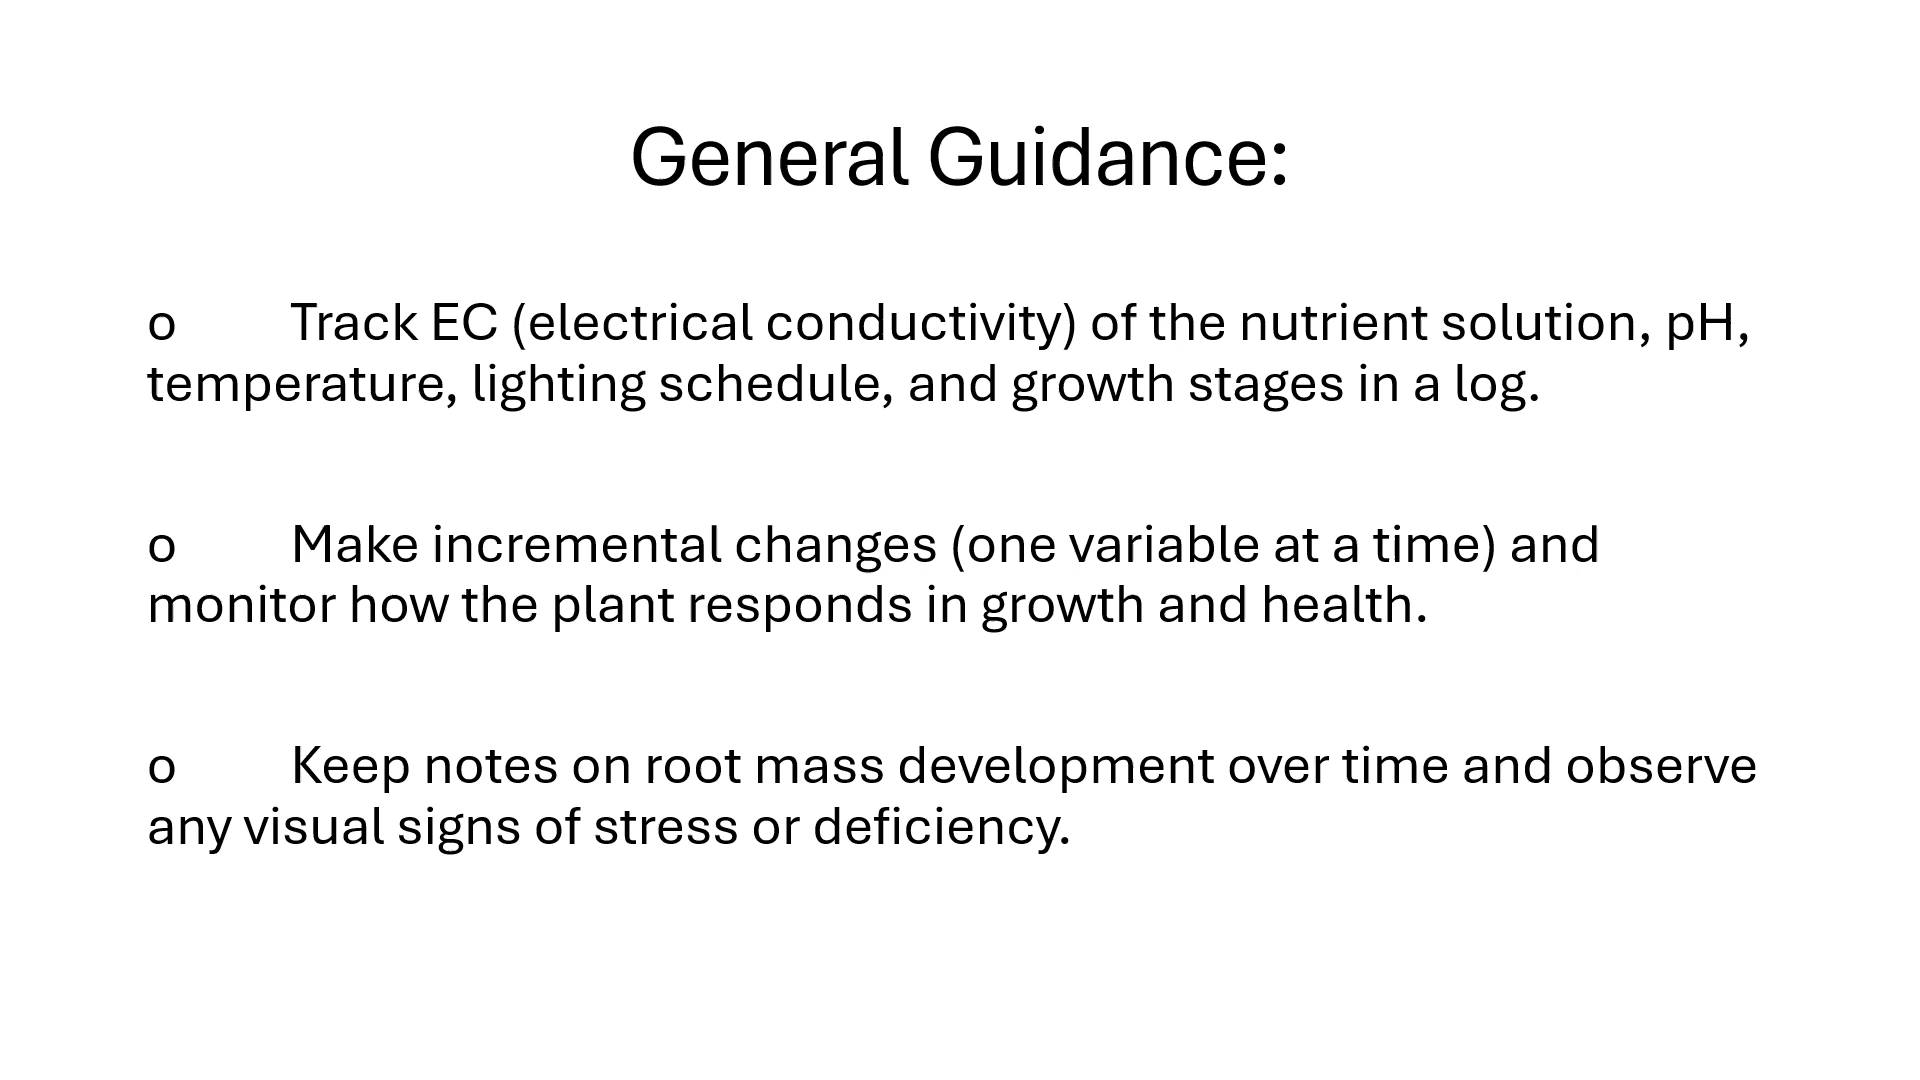 General Guidance:
o Track EC (electrical conductivity) of the nutrient solution, pH,
temperature, lighting schedule, and growth stages in a log.
o Make incremental changes (one variable at a time) and
monitor how the plant responds in growth and health.
o Keep notes on root mass development over time and observe
any visual signs of stress or deficiency.